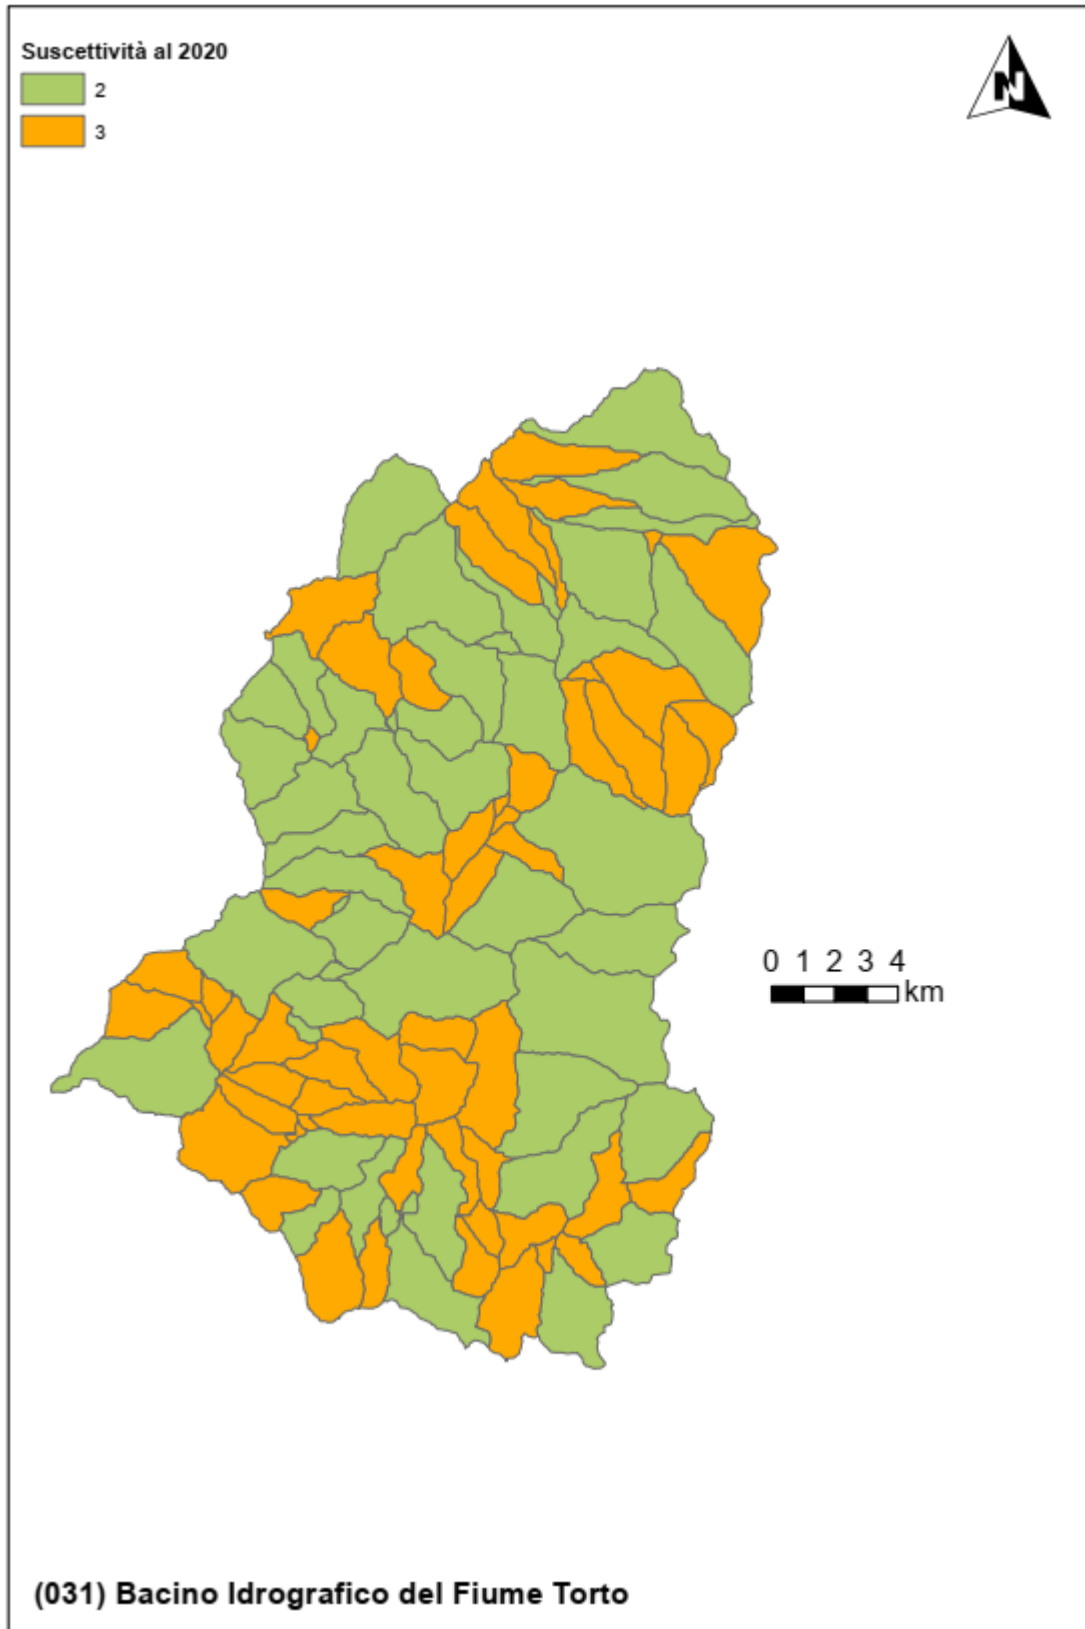 Suscettività al 2020
2
3
N
0 1 2 3 4
km
(031) Bacino Idrografico del Fiume Torto